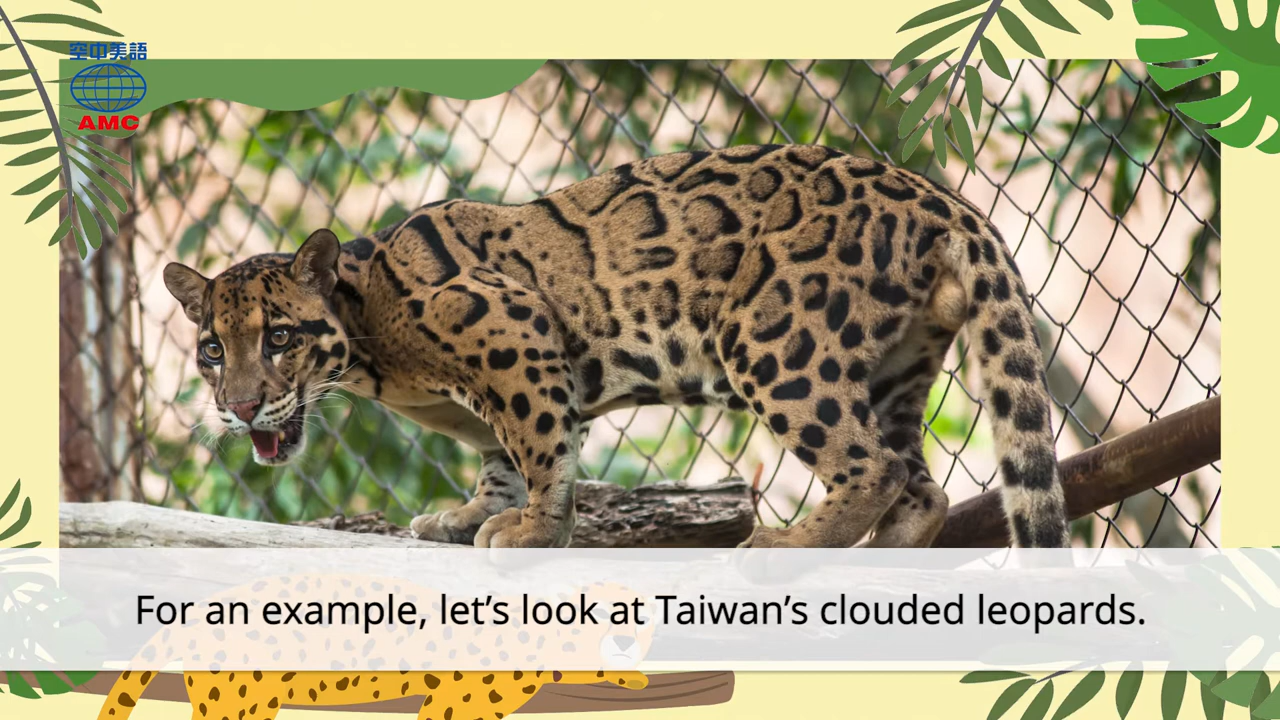 空中美語
AMC
For an example, let’s look at Taiwan’s clouded leopards.